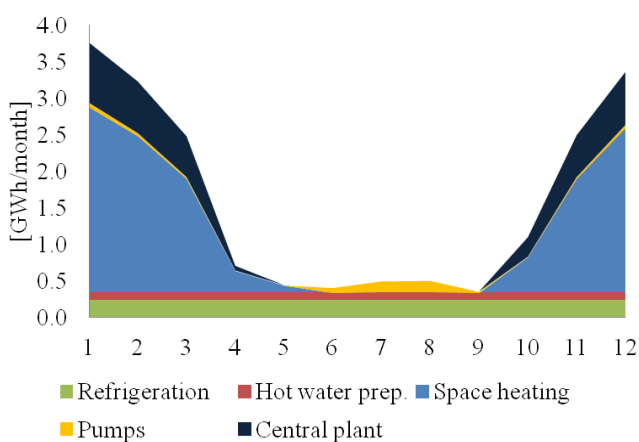 4.0
3.5
3.0
2.5
2.0
1.5
1.0
0.5
0.0
[GWh/month]
1 2 3 4 5 6 7 8 9 10 11 12
Refrigeration Hot water prep. Space heating
Pumps Central plant